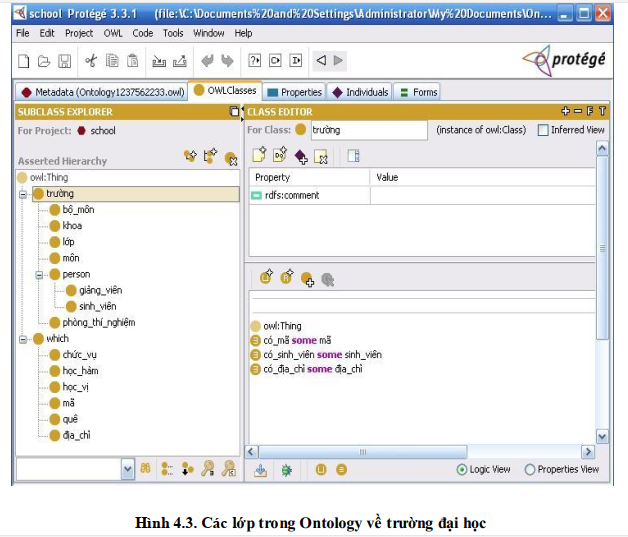 school Protégé 3.3.1 (file:\C:\Documents%20and%20Settings\Administrator\My%20Documents\On...
File Edit Project OWL Code Tools Window Help
protégé
Metadata (Ontology1237562233.owl) OWLClasses Properties Individuals Forms
SUBCLASS EXPLORER
For Project: school
Asserted Hierarchy
owl:Thing
trường
bộ_môn
khoa
lớp
môn
person
giảng_viên
sinh_viên
phòng_thí_nghiệm
which
chức_vụ
học_hàm
học_vị
mã
quê
địa_chỉ
CLASS EDITOR
For Class: trường (instance of owl:Class) Inferred View
Property Value
rdfs:comment
owl:Thing
có_mã some mã
có_sinh_viên some sinh_viên
có_địa_chỉ some địa_chỉ
Logic View Properties View
Hình 4.3. Các lớp trong Ontology về trường đại học